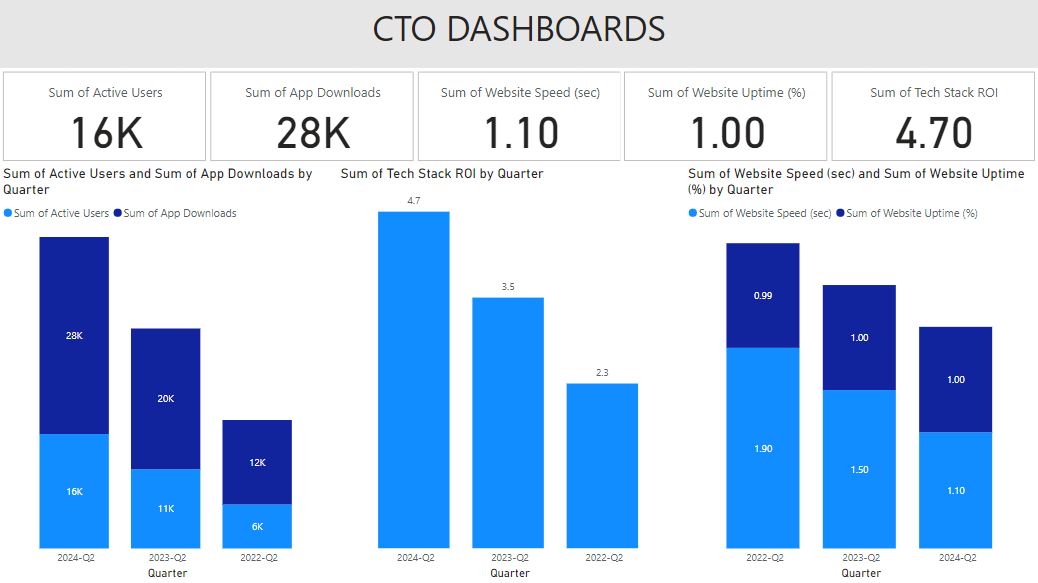 CTO DASHBOARDS
Sum of Active Users
16K
Sum of App Downloads
28K
Sum of Website Speed (sec)
1.10
Sum of Website Uptime (%)
1.00
Sum of Tech Stack ROI
4.70
Sum of Active Users and Sum of App Downloads by
Quarter
Sum of Active Users Sum of App Downloads
28K
16K
20K
11K
12K
6K
2024-Q2 2023-Q2 2022-Q2
Quarter
Sum of Tech Stack ROI by Quarter
4.7
3.5
2.3
2024-Q2 2023-Q2 2022-Q2
Quarter
Sum of Website Speed (sec) and Sum of Website Uptime
(%) by Quarter
Sum of Website Speed (sec) Sum of Website Uptime (%)
0.99
1.90
1.00
1.50
1.00
1.10
2022-Q2 2023-Q2 2024-Q2
Quarter